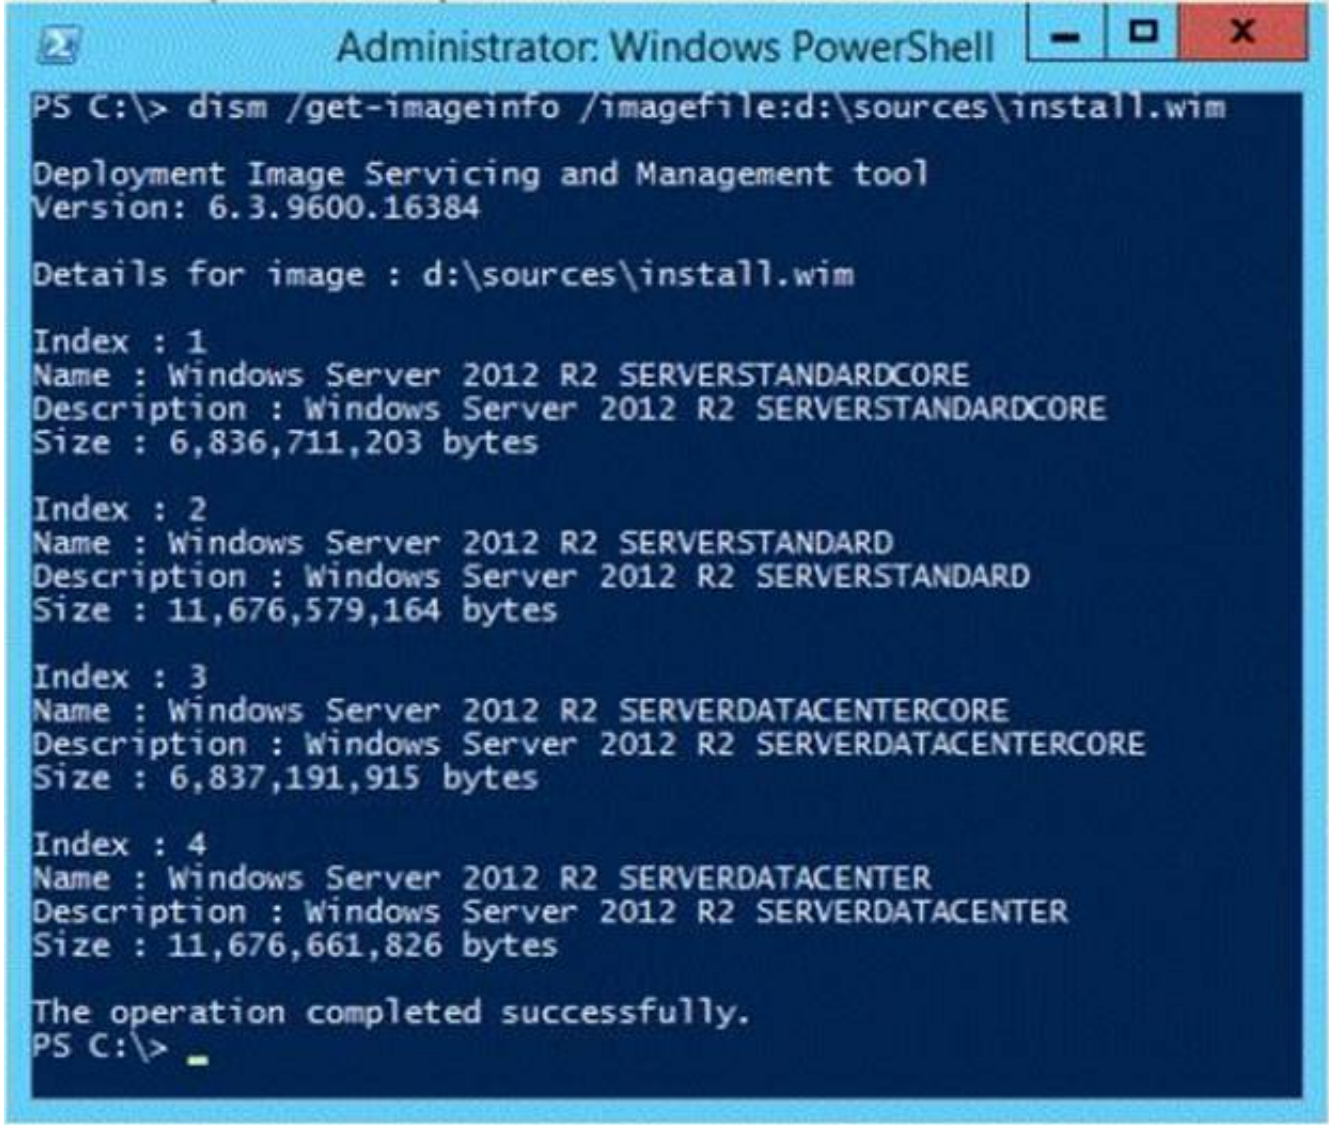 Administrator: Windows PowerShell
PS C:\> dism /get-imageinfo /imagefile:d:\sources\install.wim
Deployment Image Servicing and Management tool
Version: 6.3.9600.16384
Details for image : d:\sources\install.wim
Index : 1
Name : Windows Server 2012 R2 SERVERSTANDARDCORE
Description : Windows Server 2012 R2 SERVERSTANDARDCORE
Size : 6,836,711,203 bytes
Index : 2
Name : Windows Server 2012 R2 SERVERSTANDARD
Description : Windows Server 2012 R2 SERVERSTANDARD
Size : 11,676,579,164 bytes
Index : 3
Name : Windows Server 2012 R2 SERVERDATACENTERCORE
Description : Windows Server 2012 R2 SERVERDATACENTERCORE
Size : 6,837,191,915 bytes
Index : 4
Name : Windows Server 2012 R2 SERVERDATACENTER
Description : Windows Server 2012 R2 SERVERDATACENTER
Size : 11,676,661,826 bytes
The operation completed successfully.
PS C:\> _